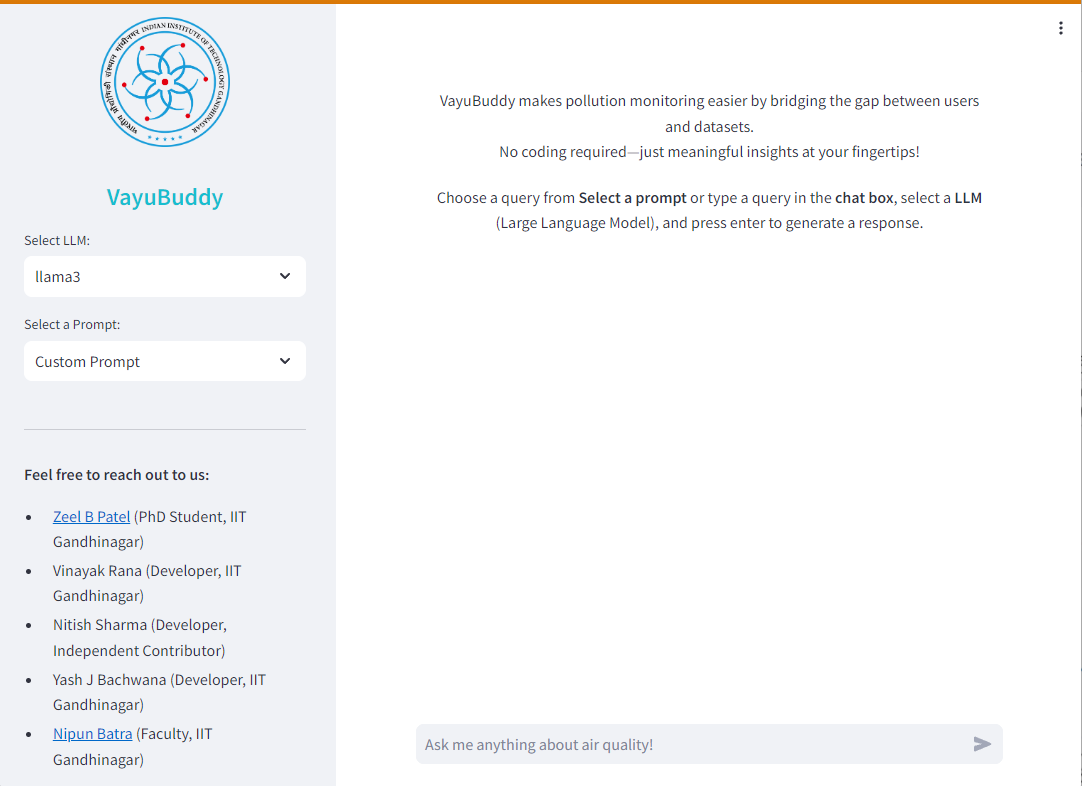 भारतीय प्रौद्योगिकी संस्थान गांधीनगर
INDIAN INSTITUTE OF TECHNOLOGY GANDHINAGAR
VayuBuddy
Select LLM:
llama3
Select a Prompt:
Custom Prompt
Feel free to reach out to us:
• Zeel B Patel (PhD Student, IIT
Gandhinagar)
• Vinayak Rana (Developer, IIT
Gandhinagar)
• Nitish Sharma (Developer,
Independent Contributor)
• Yash J Bachwana (Developer, IIT
Gandhinagar)
• Nipun Batra (Faculty, IIT
Gandhinagar)
VayuBuddy makes pollution monitoring easier by bridging the gap between users
and datasets.
No coding required—just meaningful insights at your fingertips!
Choose a query from Select a prompt or type a query in the chat box, select a LLM
(Large Language Model), and press enter to generate a response.
Ask me anything about air quality!